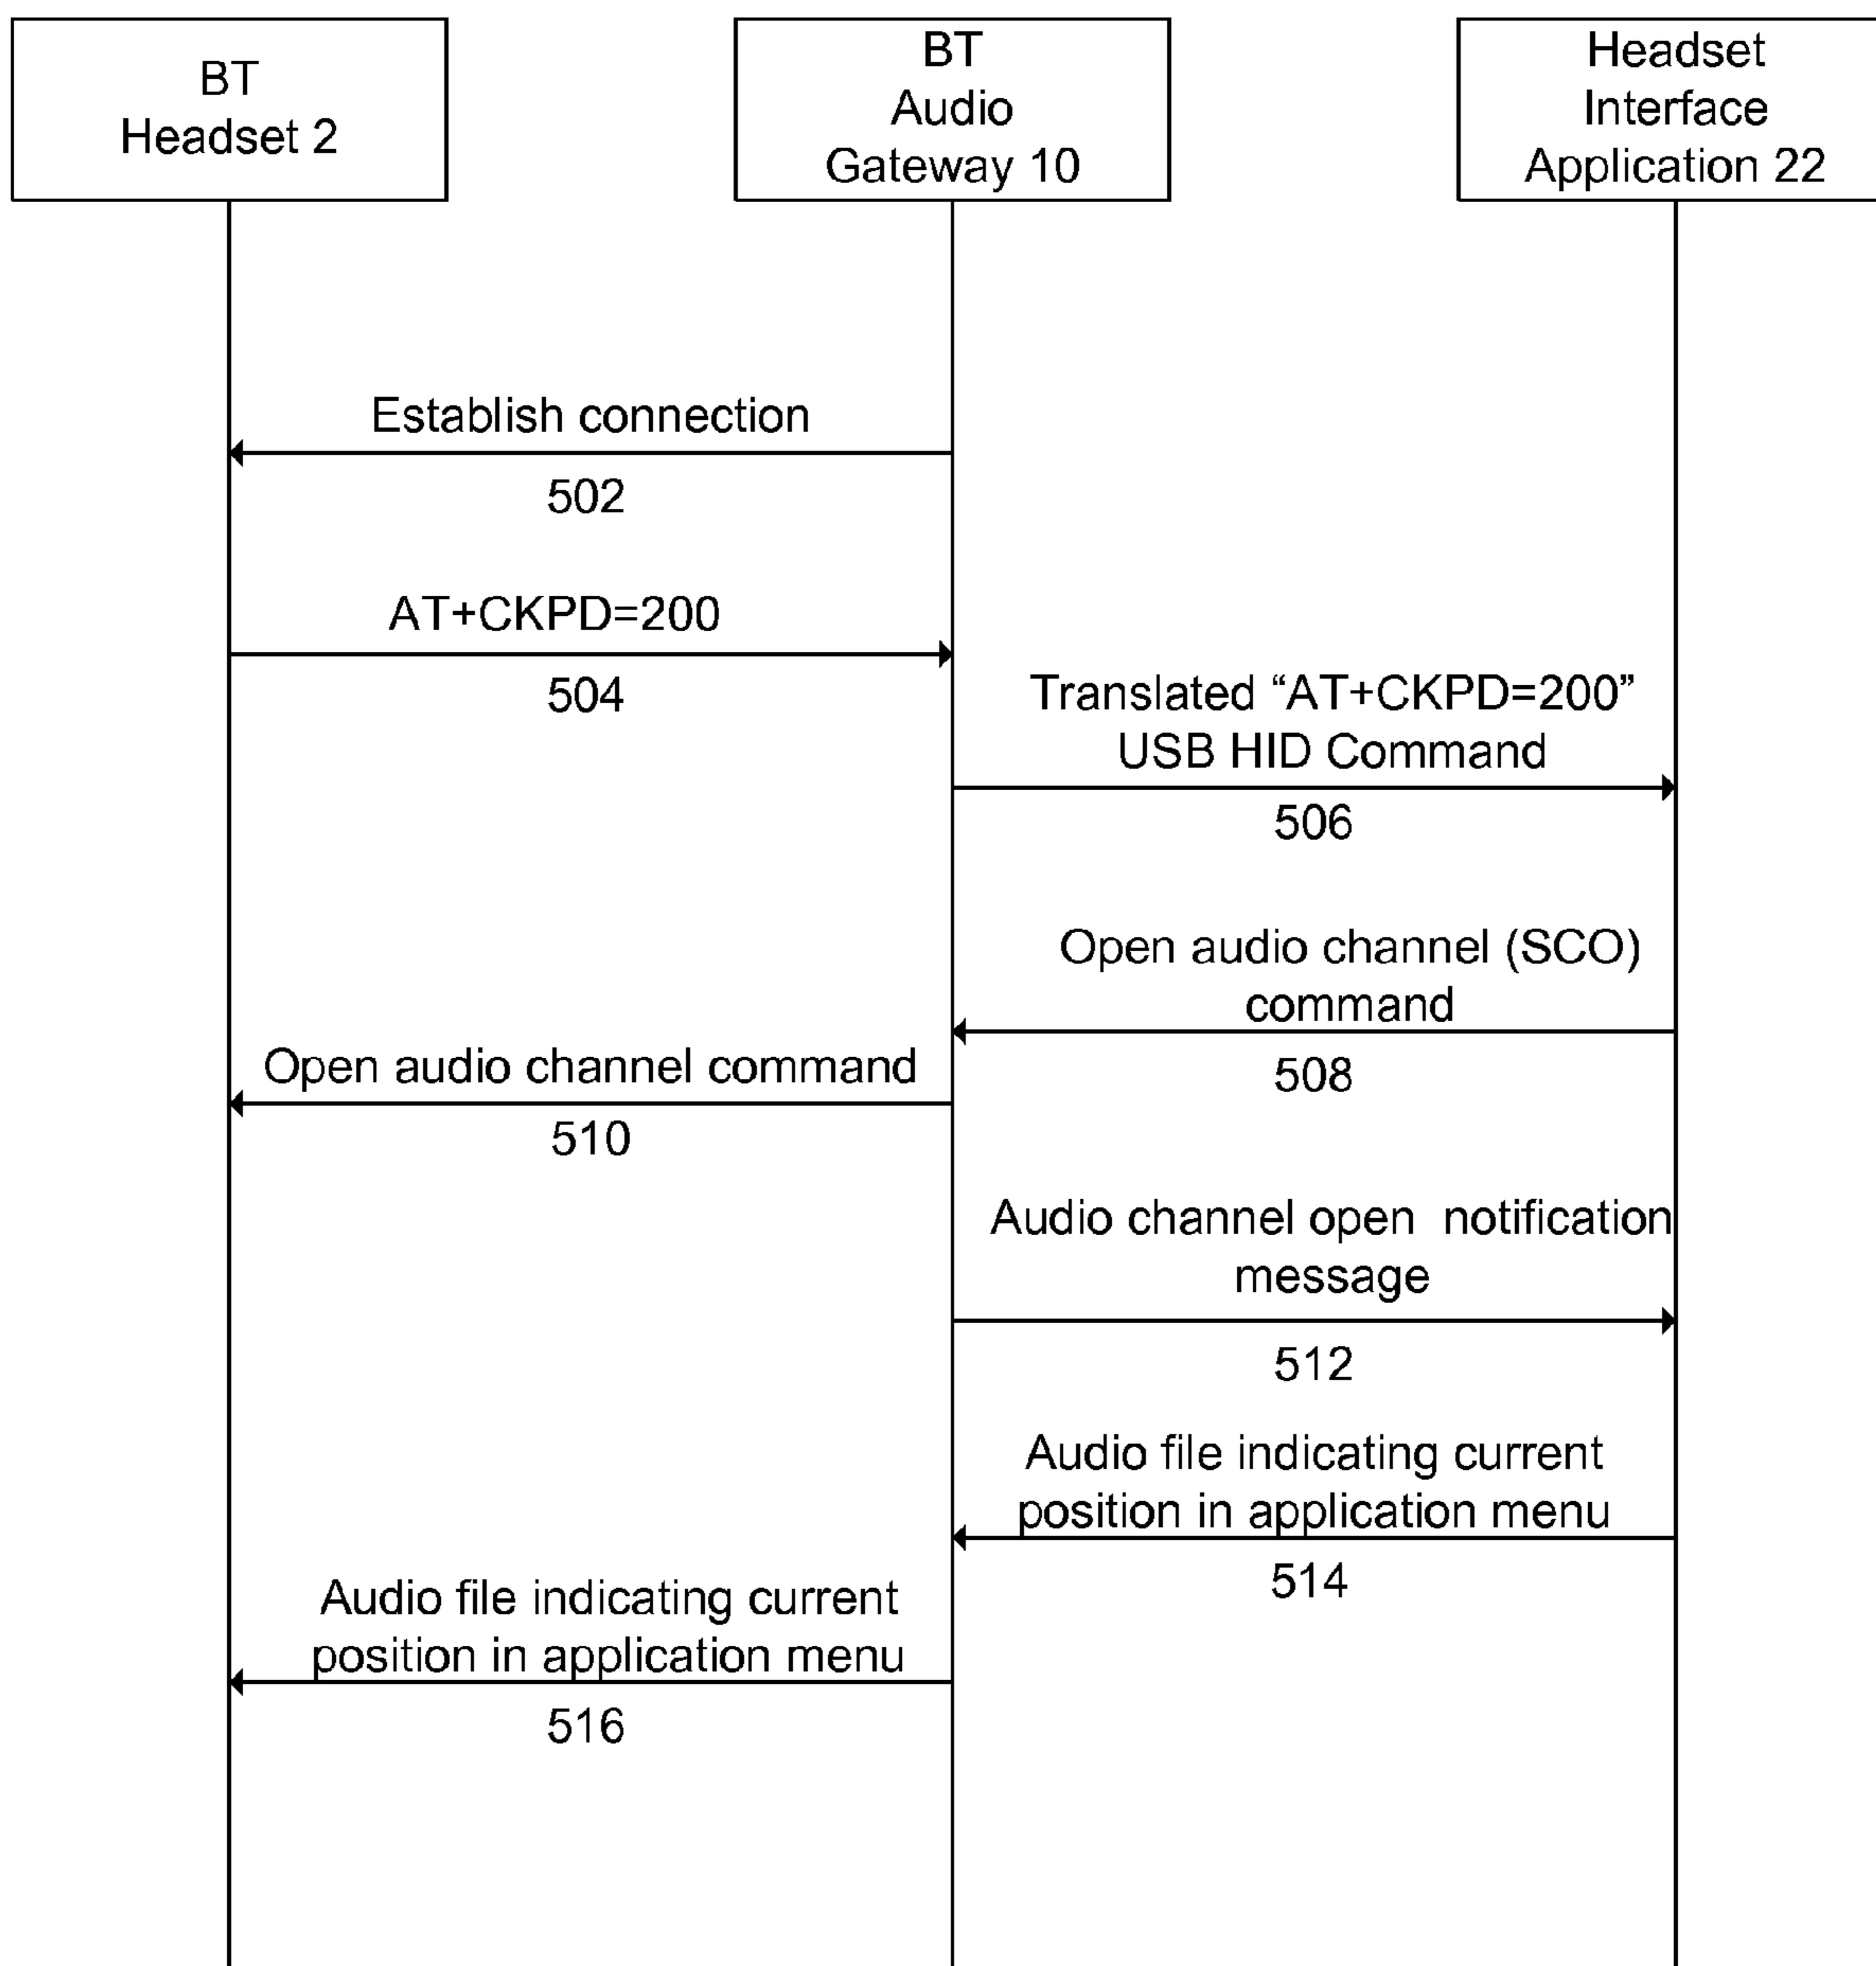 BT
Headset 2
BT
Audio
Gateway 10
Headset
Interface
Application 22
Establish connection
502
AT+CKPD=200
504
Translated “AT+CKPD=200”
USB HID Command
506
Open audio channel (SCO)
command
508
Open audio channel command
510
Audio channel open notification
message
512
Audio file indicating current
position in application menu
514
Audio file indicating current
position in application menu
516